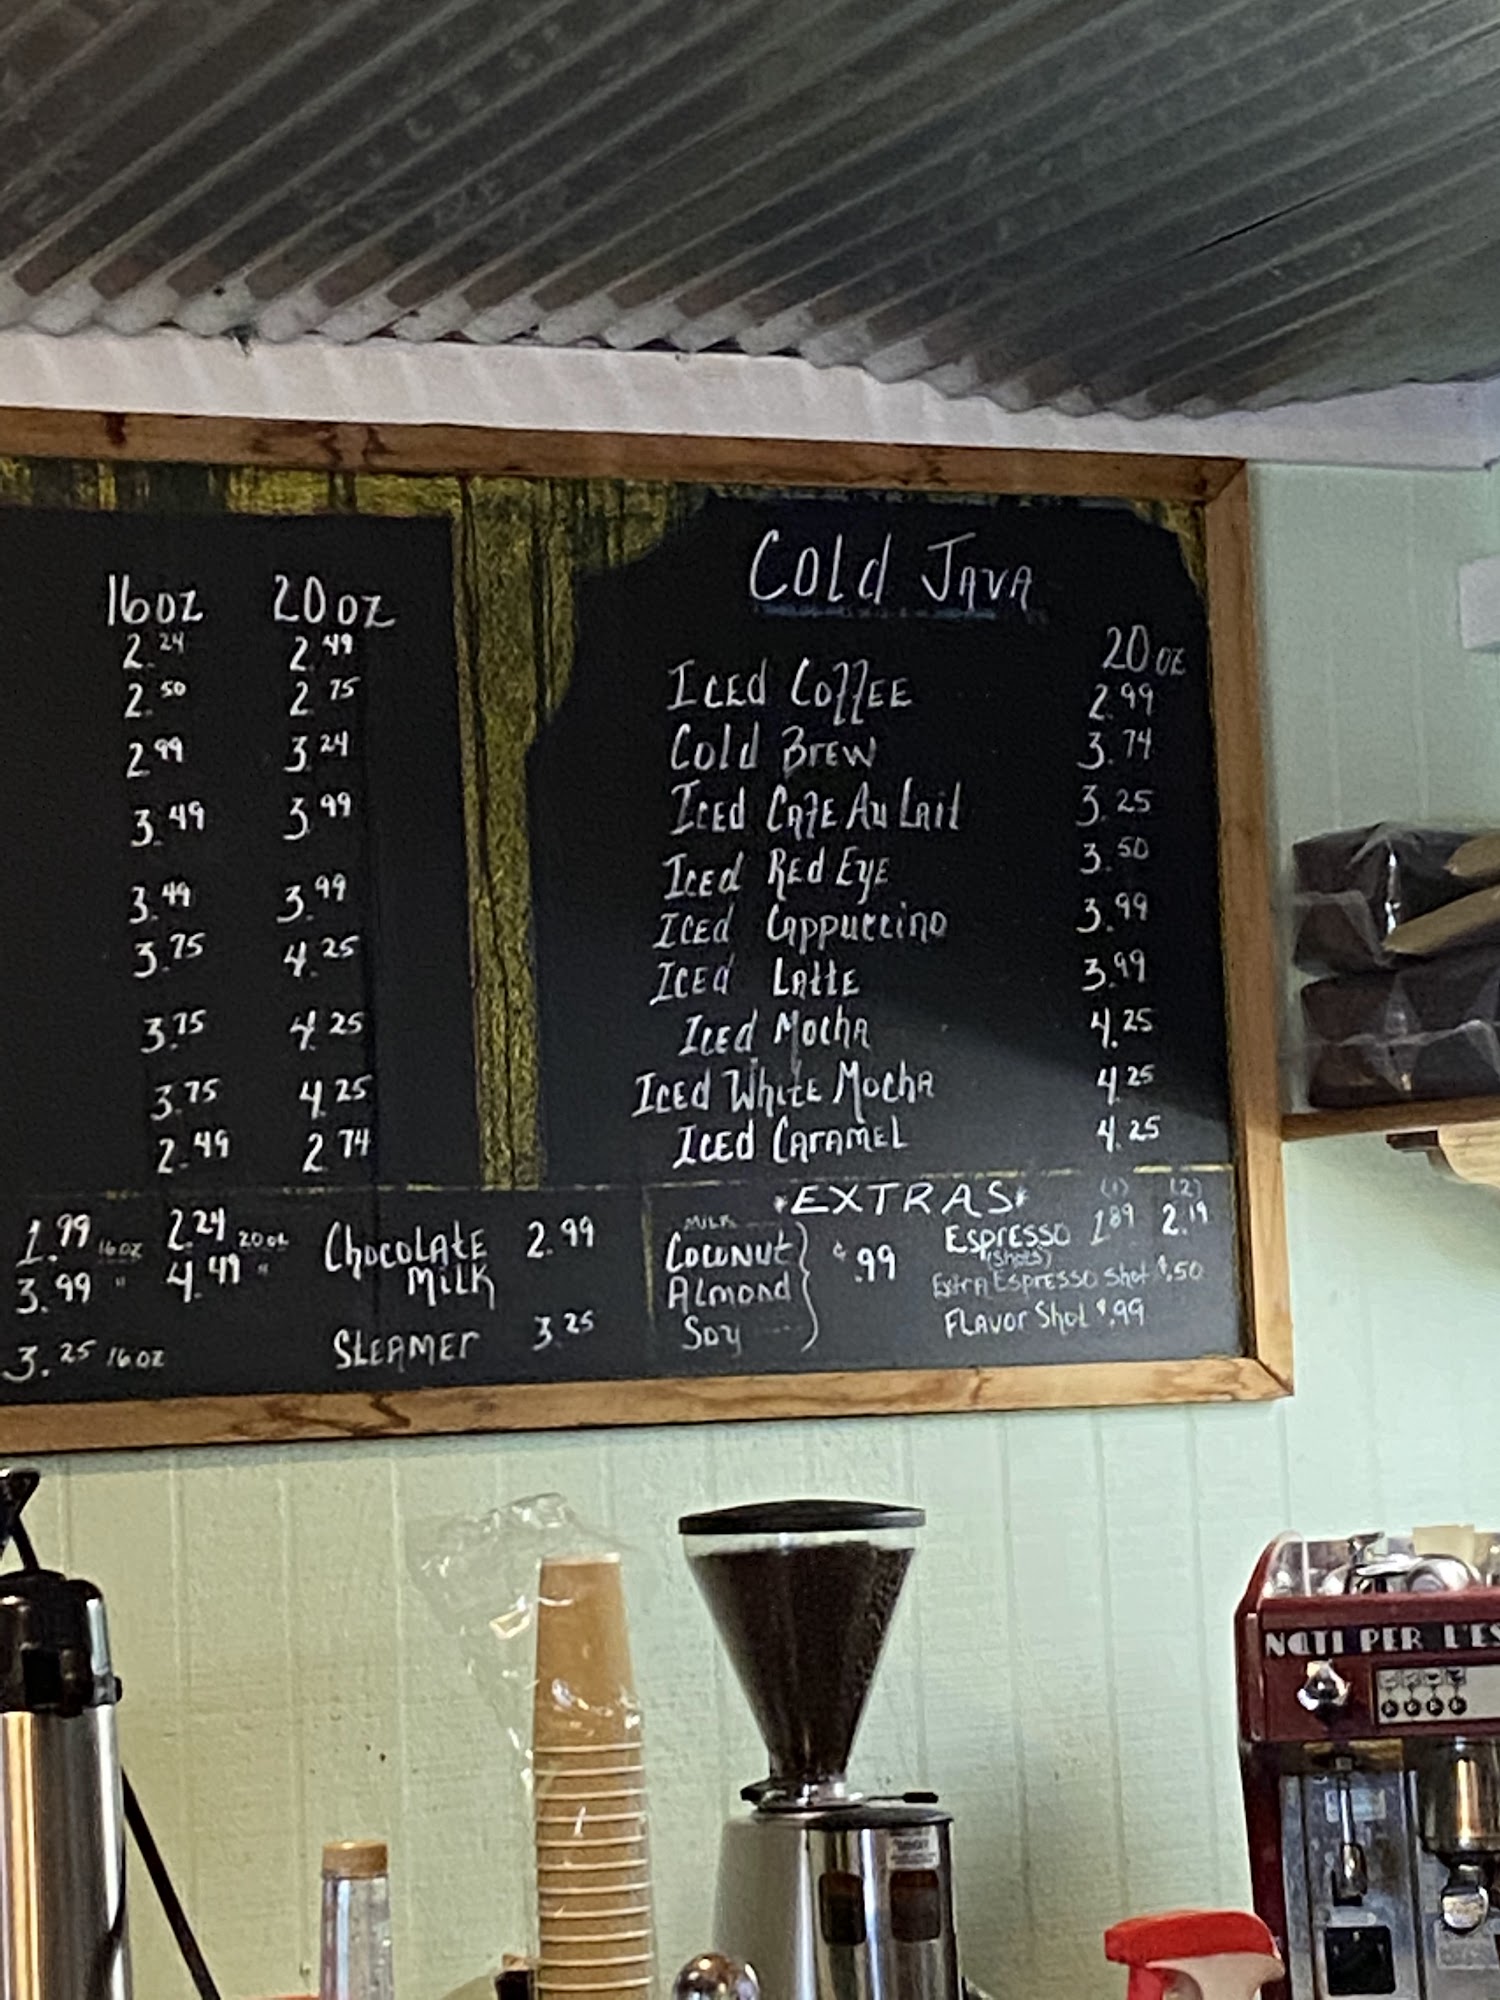 16oz 20oz
2.24 2.49
2.50 2.75
2.99 3.24
3.49 3.99
3.49 3.99
3.75 4.25
3.75 4.25
3.75 4.25
2.49 2.74
1.99 16oz 2.24 20oz
3.99 " 4.49 "
3.25 16oz
Chocolate 2.99
Milk
Steamer 3.25
Cold Java
20oz
Iced Coffee 2.99
Cold Brew 3.74
Iced Cafe Au Lait 3.25
Iced Red Eye 3.50
Iced Cappuccino 3.99
Iced Latte 3.99
Iced Mocha 4.25
Iced White Mocha 4.25
Iced Caramel 4.25
*EXTRAS*
Milk
Coconut
Almond
Soy
$.99
(1) (2)
Espresso 1.89 2.19
(shots)
Extra Espresso Shot $.50
Flavor Shot $.99
NATI PER L'ES